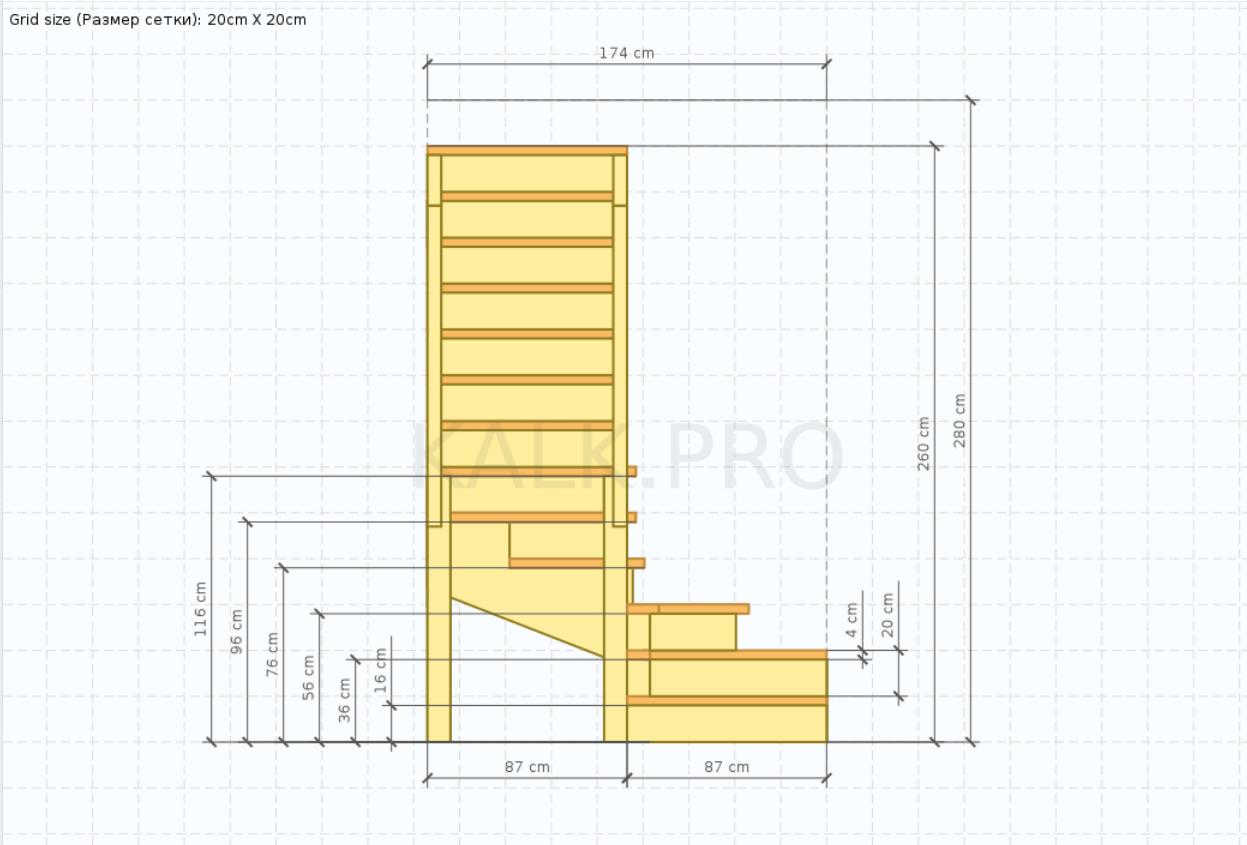 Grid size (Размер сетки): 20cm X 20cm
174 cm
280 cm
260 cm
KALK.PRO
116 cm
96 cm
76 cm
56 cm
36 cm
16 cm
4 cm
20 cm
87 cm
87 cm